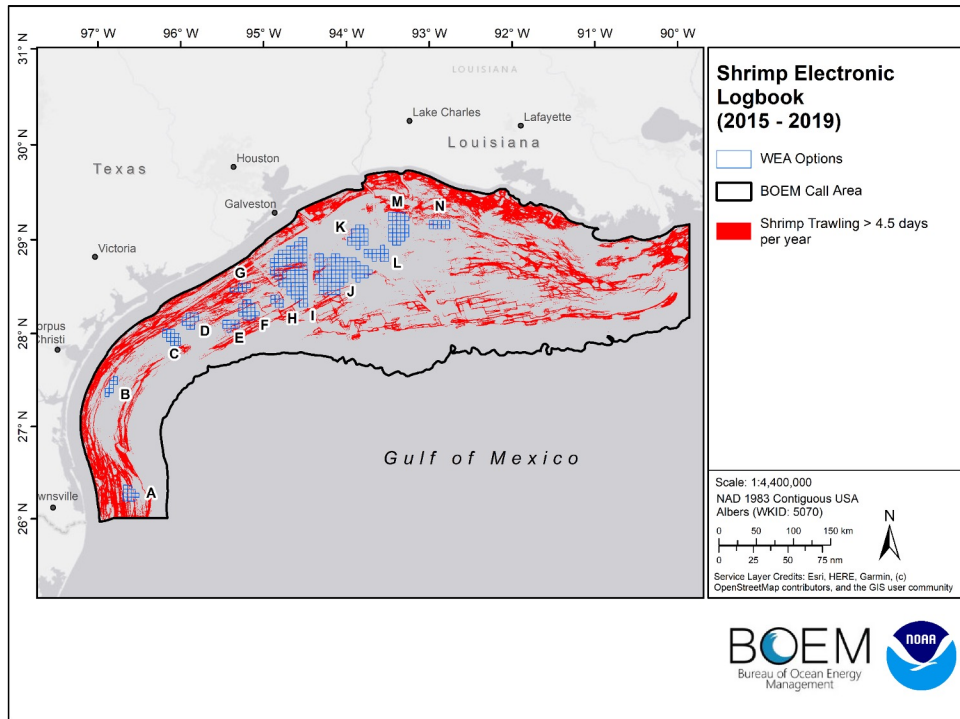 97° W 96° W 95° W 94° W 93° W 92° W 91° W 90° W
31° N
30° N
29° N
28° N
27° N
26° N
LOUISIANA
Lake Charles
Lafayette
Louisiana
Texas
Houston
Galveston
Victoria
orpus
Christi
wnsville
M
N
K
L
G
J
I
H
F
E
D
C
B
A
Gulf of Mexico
Shrimp Electronic
Logbook
(2015 - 2019)
WEA Options
BOEM Call Area
Shrimp Trawling > 4.5 days
per year
Scale: 1:4,400,000
NAD 1983 Contiguous USA
Albers (WKID: 5070)
N
0 50 100 150 km
0 25 50 75 nm
Service Layer Credits: Esri, HERE, Garmin, (c)
OpenStreetMap contributors, and the GIS user community
BOEM
Bureau of Ocean Energy
Management
NOAA